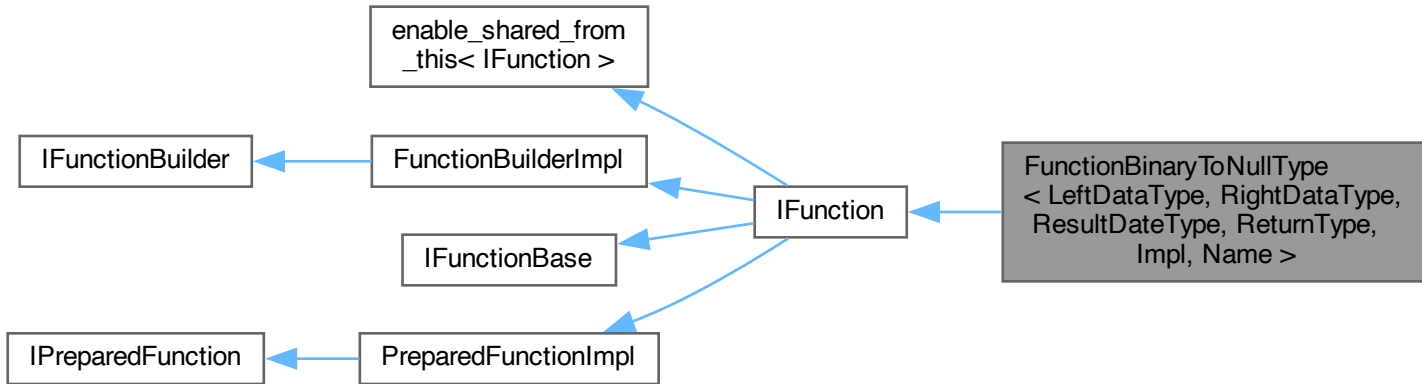 enable_shared_from
_this< IFunction >
IFunctionBuilder
FunctionBuilderImpl
IFunction
FunctionBinaryToNullType
< LeftDataType, RightDataType,
ResultDateType, ReturnType,
Impl, Name >
IFunctionBase
IPreparedFunction
PreparedFunctionImpl